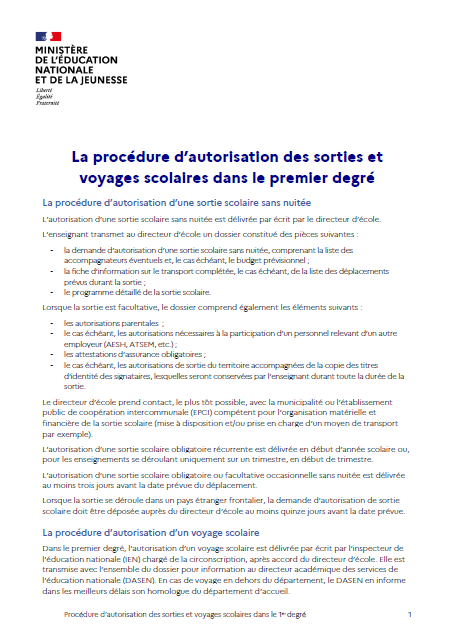 MINISTÈRE
DE L'ÉDUCATION
NATIONALE
ET DE LA JEUNESSE
Liberté
Égalité
Fraternité
La procédure d'autorisation des sorties et
voyages scolaires dans le premier degré
La procédure d'autorisation d'une sortie scolaire sans nuitée
L'autorisation d'une sortie scolaire sans nuitée est délivrée par écrit par le directeur d'école.
L'enseignant transmet au directeur d'école un dossier constitué des pièces suivantes :
- la demande d'autorisation d'une sortie scolaire sans nuitée, comprenant la liste des
accompagnateurs éventuels et, le cas échéant, le budget prévisionnel ;
- la fiche d'information sur le transport complétée, le cas échéant, de la liste des déplacements
prévus durant la sortie ;
- le programme détaillé de la sortie scolaire.
Lorsque la sortie est facultative, le dossier comprend également les éléments suivants :
- les autorisations parentales ;
- le cas échéant, les autorisations nécessaires à la participation d'un personnel relevant d'un autre
employeur (AESH, ATSEM, etc.) ;
- les attestations d'assurance obligatoires ;
- le cas échéant, les autorisations de sortie du territoire accompagnées de la copie des titres
d'identité des signataires, lesquelles seront conservées par l'enseignant durant toute la durée de la
sortie.
Le directeur d'école prend contact, le plus tôt possible, avec la municipalité ou l'établissement
public de coopération intercommunale (EPCI) compétent pour l'organisation matérielle et
financière de la sortie scolaire (mise à disposition et/ou prise en charge d'un moyen de transport
par exemple).
L'autorisation d'une sortie scolaire obligatoire récurrente est délivrée en début d'année scolaire ou,
pour les enseignements se déroulant uniquement sur un trimestre, en début de trimestre.
L'autorisation d'une sortie scolaire obligatoire ou facultative occasionnelle sans nuitée est délivrée
au moins trois jours avant la date prévue du déplacement.
Lorsque la sortie se déroule dans un pays étranger frontalier, la demande d'autorisation de sortie
scolaire doit être déposée auprès du directeur d'école au moins quinze jours avant la date prévue.
La procédure d'autorisation d'un voyage scolaire
Dans le premier degré, l'autorisation d'un voyage scolaire est délivrée par écrit par l'inspecteur de
l'éducation nationale (IEN) chargé de la circonscription, après accord du directeur d'école. Elle est
transmise avec l'ensemble du dossier pour information au directeur académique des services de
l'éducation nationale (DASEN). En cas de voyage en dehors du département, le DASEN en informe
dans les meilleurs délais son homologue du département d'accueil.
Procédure d'autorisation des sorties et voyages scolaires dans le 1er degré 1